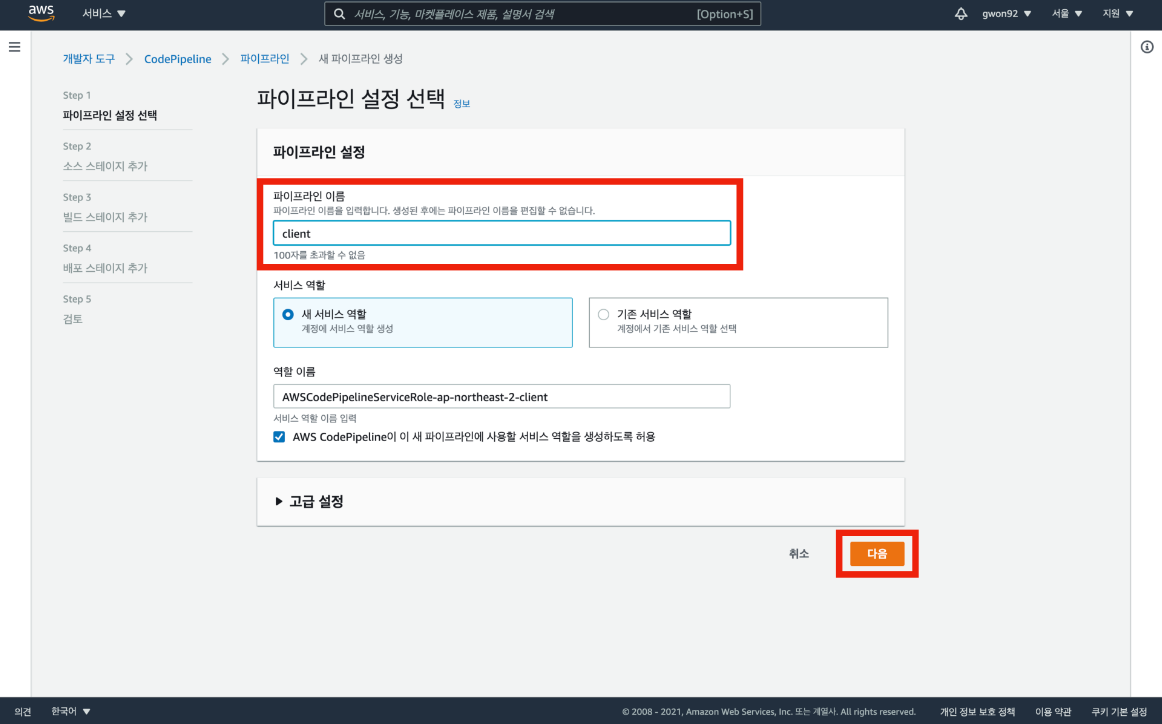 aws
서비스 ▼
서비스, 기능, 마켓플레이스 제품, 설명서 검색
[Option+S]
gwon92 ▼
서울 ▼
지원 ▼
개발자 도구 > CodePipeline > 파이프라인 > 새 파이프라인 생성
Step 1
파이프라인 설정 선택
Step 2
소스 스테이지 추가
Step 3
빌드 스테이지 추가
Step 4
배포 스테이지 추가
Step 5
검토
파이프라인 설정 선택 정보
파이프라인 설정
파이프라인 이름
파이프라인 이름을 입력합니다. 생성된 후에는 파이프라인 이름을 편집할 수 없습니다.
client
100자를 초과할 수 없음
서비스 역할
새 서비스 역할
계정에 서비스 역할 생성
기존 서비스 역할
계정에서 기존 서비스 역할 선택
역할 이름
AWSCodePipelineServiceRole-ap-northeast-2-client
서비스 역할 이름 입력
AWS CodePipeline이 이 새 파이프라인에 사용할 서비스 역할을 생성하도록 허용
▶ 고급 설정
취소
다음
의견
한국어 ▼
© 2008 - 2021, Amazon Web Services, Inc. 또는 계열사. All rights reserved.
개인 정보 보호 정책
이용 약관
쿠키 기본 설정